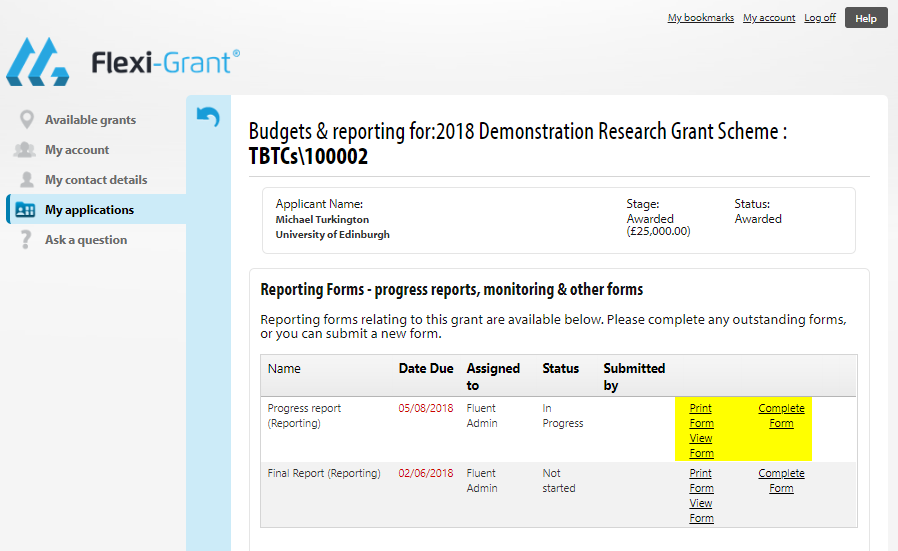 My bookmarks My account Log off Help
Flexi-Grant®
Available grants
My account
My contact details
My applications
Ask a question
Budgets & reporting for:2018 Demonstration Research Grant Scheme :
TBTCs\100002
Applicant Name:
Michael Turkington
University of Edinburgh
Stage:
Awarded
(£25,000.00)
Status:
Awarded
Reporting Forms - progress reports, monitoring & other forms
Reporting forms relating to this grant are available below. Please complete any outstanding forms,
or you can submit a new form.
Name Date Due Assigned to Status Submitted by
Progress report (Reporting) 05/08/2018 Fluent Admin In Progress Print Form View Form Complete Form
Final Report (Reporting) 02/06/2018 Fluent Admin Not started Print Form View Form Complete Form